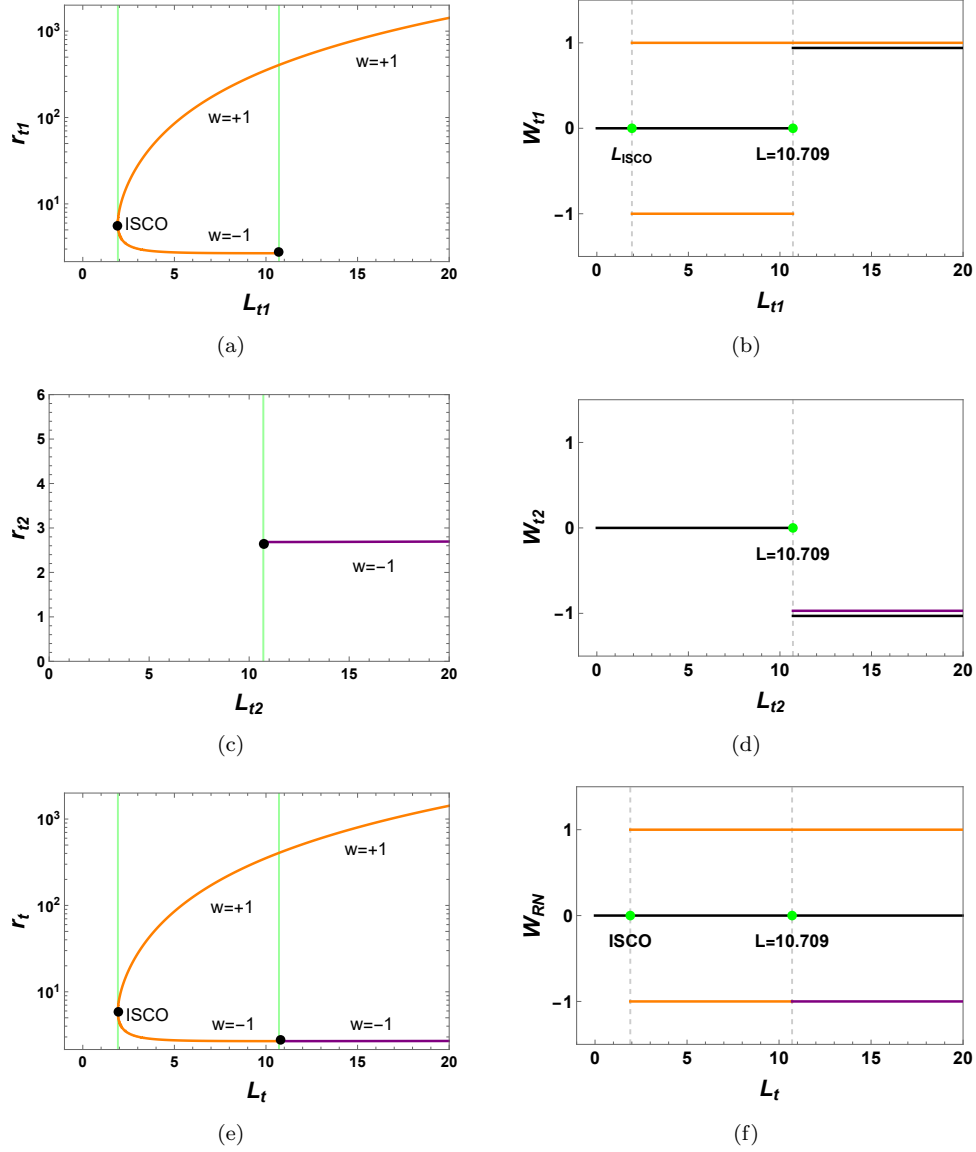 10³
10²
10¹
r_t1
w=+1
w=+1
ISCO
w=−1
0 5 10 15 20
L_t1
(a)
1
0
−1
W_t1
L_ISCO
L=10.709
0 5 10 15 20
L_t1
(b)
6
5
4
3
2
1
0
r_t2
w=−1
0 5 10 15 20
L_t2
(c)
1
0
−1
W_t2
L=10.709
0 5 10 15 20
L_t2
(d)
10³
10²
10¹
r_t
w=+1
w=+1
ISCO
w=−1 w=−1
0 5 10 15 20
L_t
(e)
1
0
−1
W_RN
ISCO
L=10.709
0 5 10 15 20
L_t
(f)